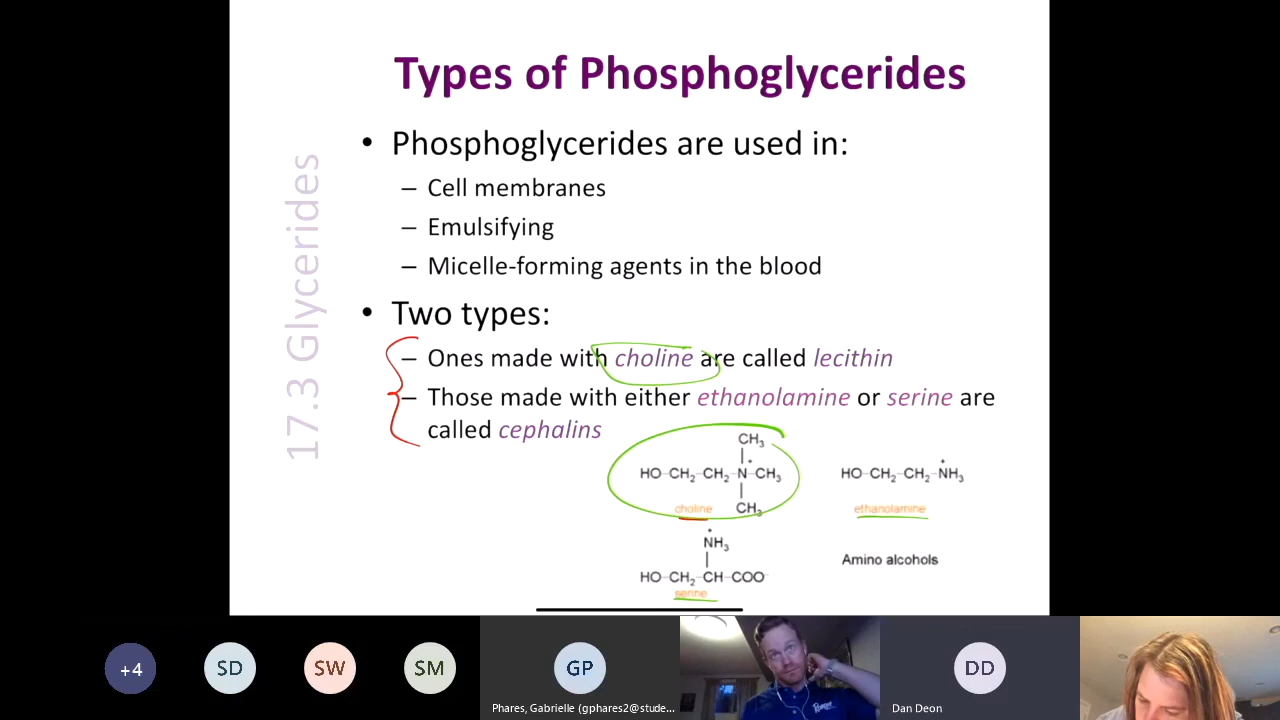 Types of Phosphoglycerides
17.3 Glycerides
• Phosphoglycerides are used in:
– Cell membranes
– Emulsifying
– Micelle-forming agents in the blood
• Two types:
– Ones made with choline are called lecithin
– Those made with either ethanolamine or serine are
called cephalins
CH₃
HO-CH₂-CH₂-N-CH₃
HO-CH₂-CH₂-NH₃
choline CH₃
ethanolamine
NH₃
Amino alcohols
HO-CH₂-CH-COO⁻
serine
+4
SD
SW
SM
GP
DD
Phares, Gabrielle (gphares2@stude...
Dan Deon